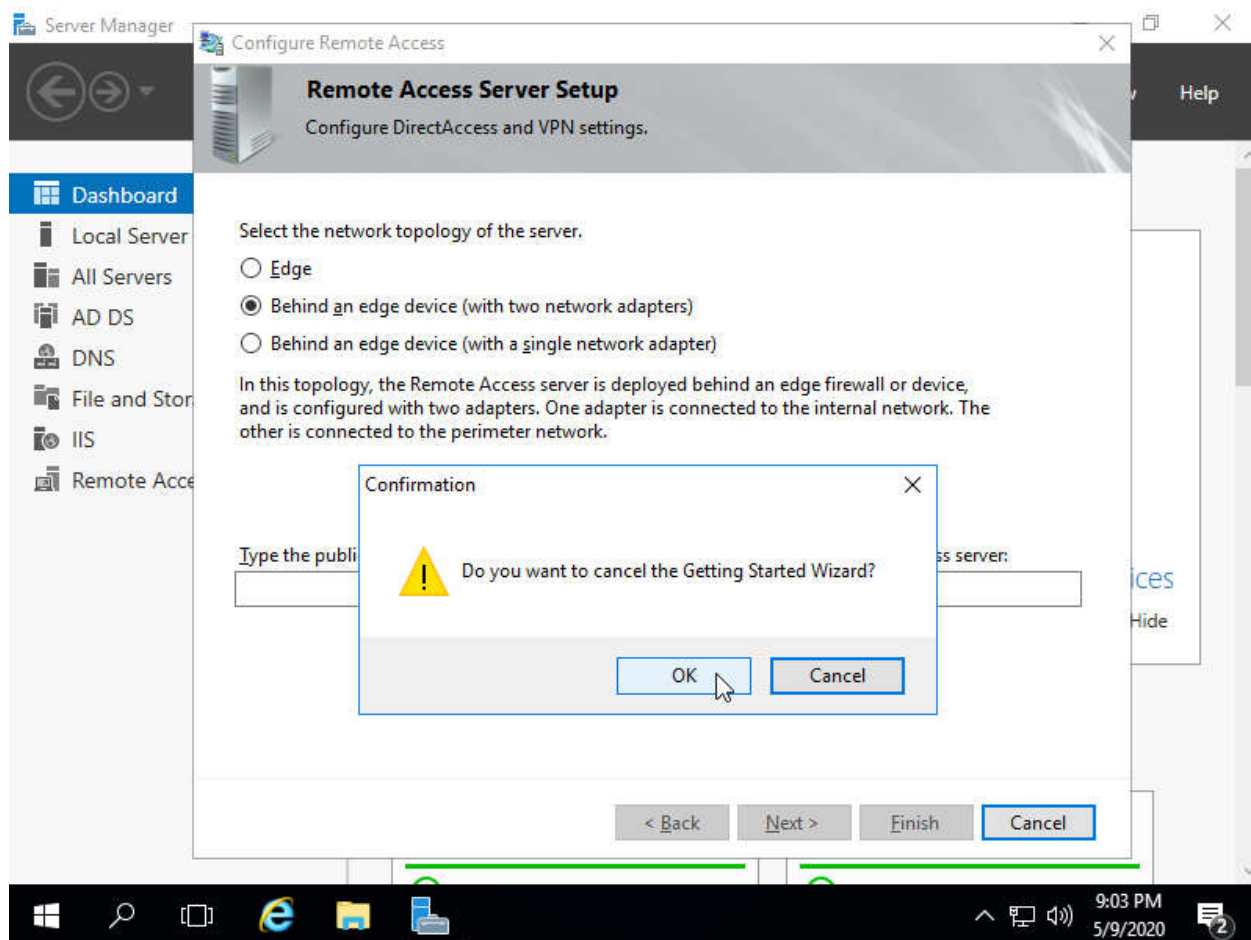 Server Manager
Configure Remote Access
Help
Remote Access Server Setup
Configure DirectAccess and VPN settings.
Dashboard
Local Server
All Servers
AD DS
DNS
File and Stor
IIS
Remote Acce
Select the network topology of the server.
Edge
Behind an edge device (with two network adapters)
Behind an edge device (with a single network adapter)
In this topology, the Remote Access server is deployed behind an edge firewall or device,
and is configured with two adapters. One adapter is connected to the internal network. The
other is connected to the perimeter network.
Type the publi
ss server:
Confirmation
Do you want to cancel the Getting Started Wizard?
OK
Cancel
ices
Hide
< Back
Next >
Finish
Cancel
9:03 PM
5/9/2020
2